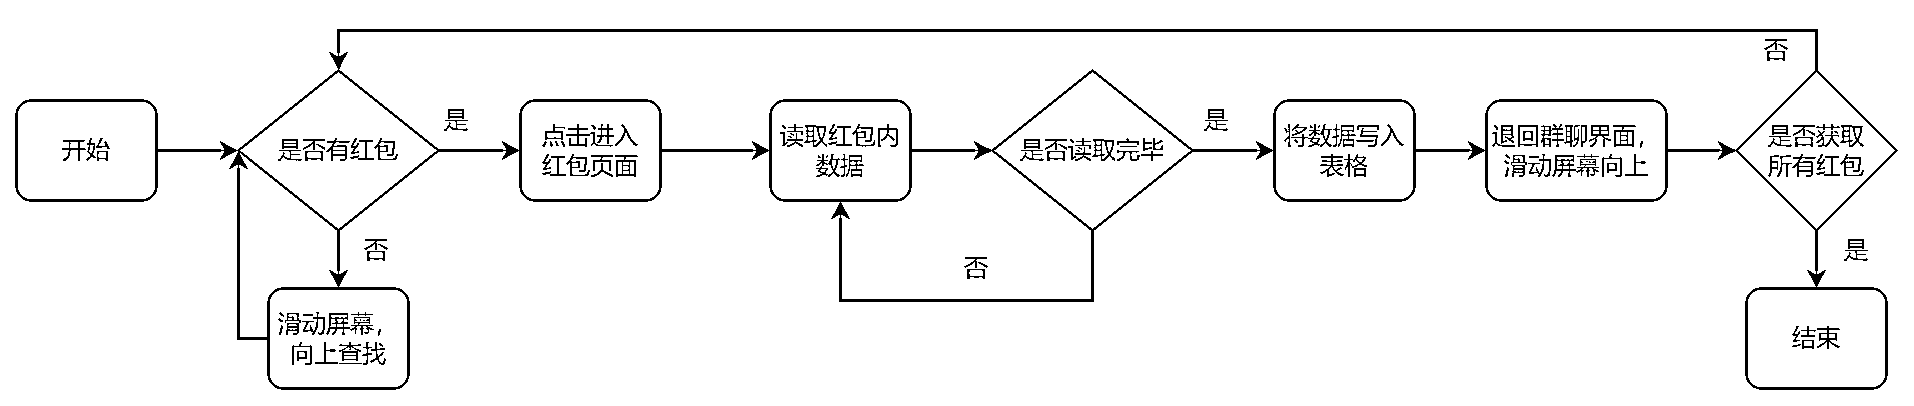 开始
是否有红包
是
否
滑动屏幕，
向上查找
点击进入
红包页面
读取红包内
数据
是否读取完毕
是
否
将数据写入
表格
退回群聊界面，
滑动屏幕向上
是否获取
所有红包
否
是
结束